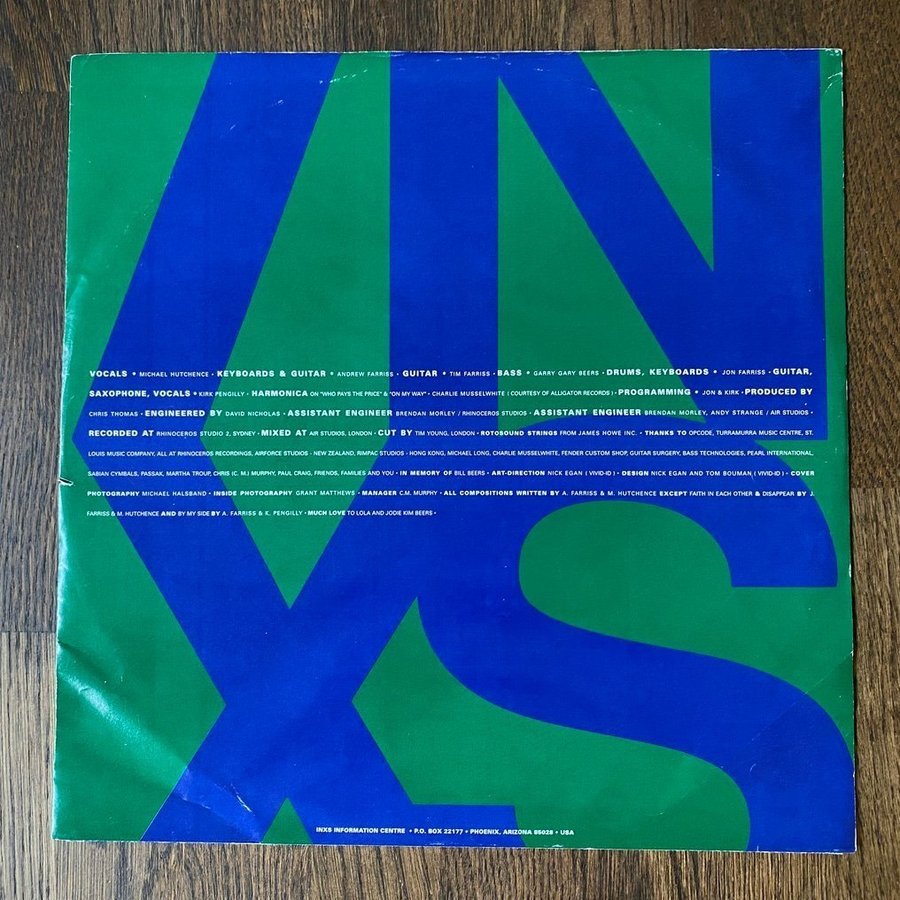 INXS
VOCALS • MICHAEL HUTCHENCE • KEYBOARDS & GUITAR • ANDREW FARRISS • GUITAR • TIM FARRISS • BASS • GARRY GARY BEERS • DRUMS, KEYBOARDS • JON FARRISS • GUITAR,
SAXOPHONE, VOCALS • KIRK PENGILLY • HARMONICA ON "WHO PAYS THE PRICE" & "ON MY WAY" • CHARLIE MUSSELWHITE ( COURTESY OF ALLIGATOR RECORDS ) • PROGRAMMING • JON & KIRK • PRODUCED BY
CHRIS THOMAS • ENGINEERED BY DAVID NICHOLAS • ASSISTANT ENGINEER BRENDAN MORLEY / RHINOCEROS STUDIOS • ASSISTANT ENGINEER BRENDAN MORLEY, ANDY STRANGE / AIR STUDIOS •
RECORDED AT RHINOCEROS STUDIO 2, SYDNEY • MIXED AT AIR STUDIOS, LONDON • CUT BY TIM YOUNG, LONDON • ROTOSOUND STRINGS FROM JAMES HOWE INC. • THANKS TO OPCODE, TURRAMURRA MUSIC CENTRE, ST.
LOUIS MUSIC COMPANY, ALL AT RHINOCEROS RECORDINGS, AIRFORCE STUDIOS - NEW ZEALAND, RIMPAC STUDIOS - HONG KONG, MICHAEL LONG, CHARLIE MUSSELWHITE, FENDER CUSTOM SHOP, GUITAR SURGERY, BASS TECHNOLOGIES, PEARL INTERNATIONAL,
SABIAN CYMBALS, PASSAK, MARTHA TROUP, CHRIS (C. M.) MURPHY, PAUL CRAIG, FRIENDS, FAMILIES AND YOU • IN MEMORY OF BILL BEERS • ART-DIRECTION NICK EGAN ( VIVID-ID ) • DESIGN NICK EGAN AND TOM BOUMAN, ( VIVID-ID ) • COVER
PHOTOGRAPHY MICHAEL HALSBAND • INSIDE PHOTOGRAPHY GRANT MATTHEWS • MANAGER C.M. MURPHY • ALL COMPOSITIONS WRITTEN BY A. FARRISS & M. HUTCHENCE EXCEPT FAITH IN EACH OTHER & DISAPPEAR BY J.
FARRISS & M. HUTCHENCE AND BY MY SIDE BY A. FARRISS & K. PENGILLY • MUCH LOVE TO LOLA AND JODIE KIM BEERS •
INXS INFORMATION CENTRE • P.O. BOX 22177 • PHOENIX, ARIZONA 85028 • USA